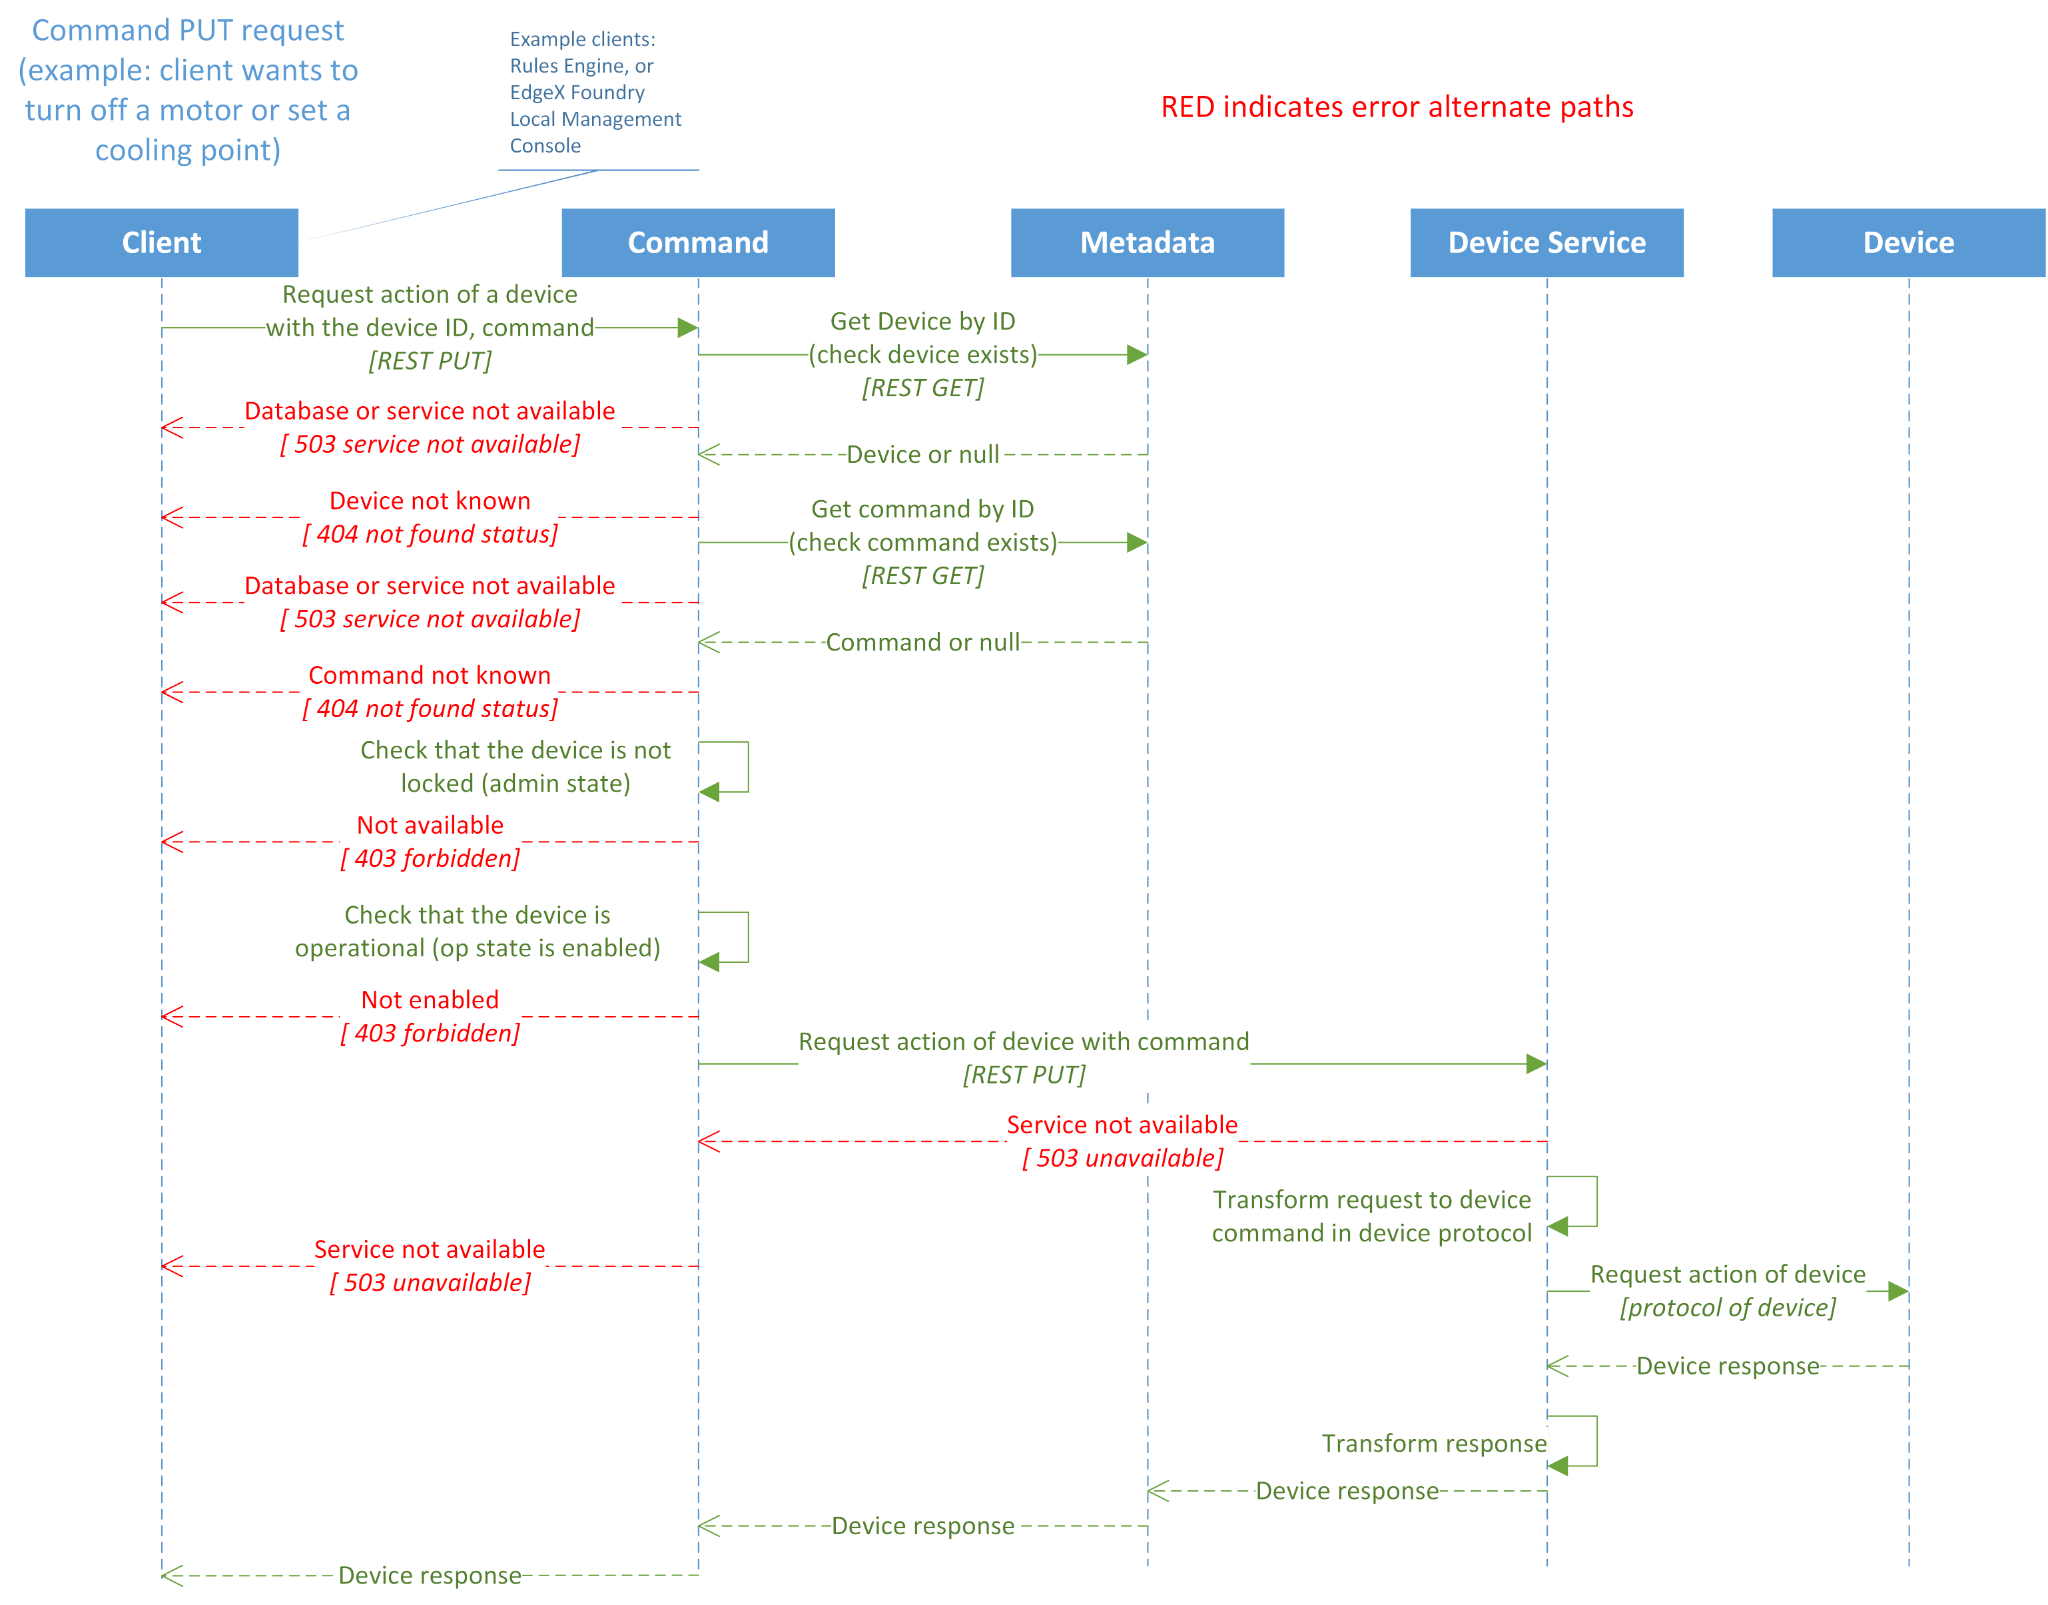 Command PUT request
(example: client wants to
turn off a motor or set a
cooling point)
Example clients:
Rules Engine, or
EdgeX Foundry
Local Management
Console
RED indicates error alternate paths
Client
Command
Metadata
Device Service
Device
Request action of a device
with the device ID, command
[REST PUT]
Get Device by ID
(check device exists)
[REST GET]
Database or service not available
[ 503 service not available]
Device or null
Device not known
[ 404 not found status]
Get command by ID
(check command exists)
[REST GET]
Database or service not available
[ 503 service not available]
Command or null
Command not known
[ 404 not found status]
Check that the device is not
locked (admin state)
Not available
[ 403 forbidden]
Check that the device is
operational (op state is enabled)
Not enabled
[ 403 forbidden]
Request action of device with command
[REST PUT]
Service not available
[ 503 unavailable]
Transform request to device
command in device protocol
Service not available
[ 503 unavailable]
Request action of device
[protocol of device]
Device response
Transform response
Device response
Device response
Device response